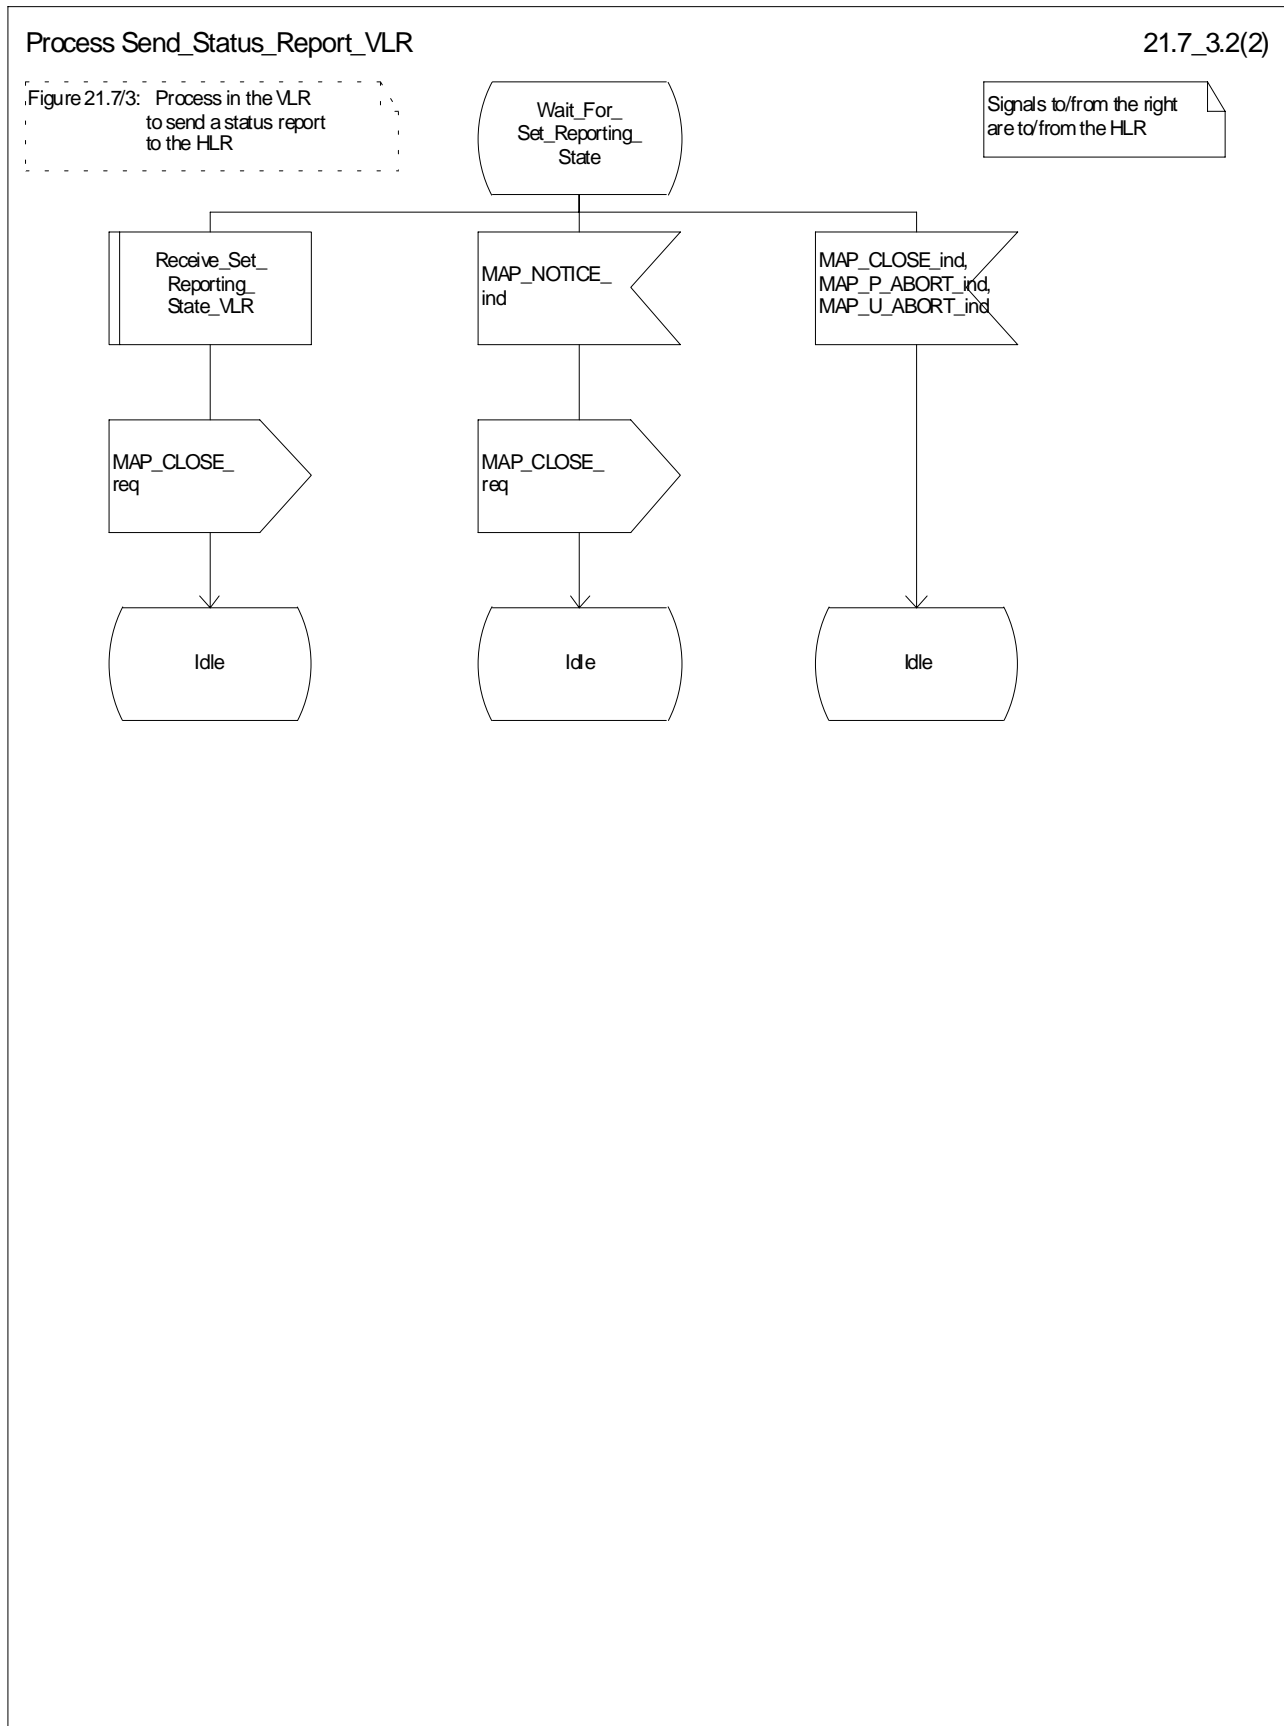 Process Send_Status_Report_VLR
21.7_3.2(2)
Figure 21.7/3: Process in the VLR
to send a status report
to the HLR
Wait_For_
Set_Reporting_
State
Signals to/from the right
are to/from the HLR
Receive_Set_
Reporting_
State_VLR
MAP_NOTICE_
ind
MAP_CLOSE_ind,
MAP_P_ABORT_ind,
MAP_U_ABORT_ind
MAP_CLOSE_
req
MAP_CLOSE_
req
Idle
Idle
Idle